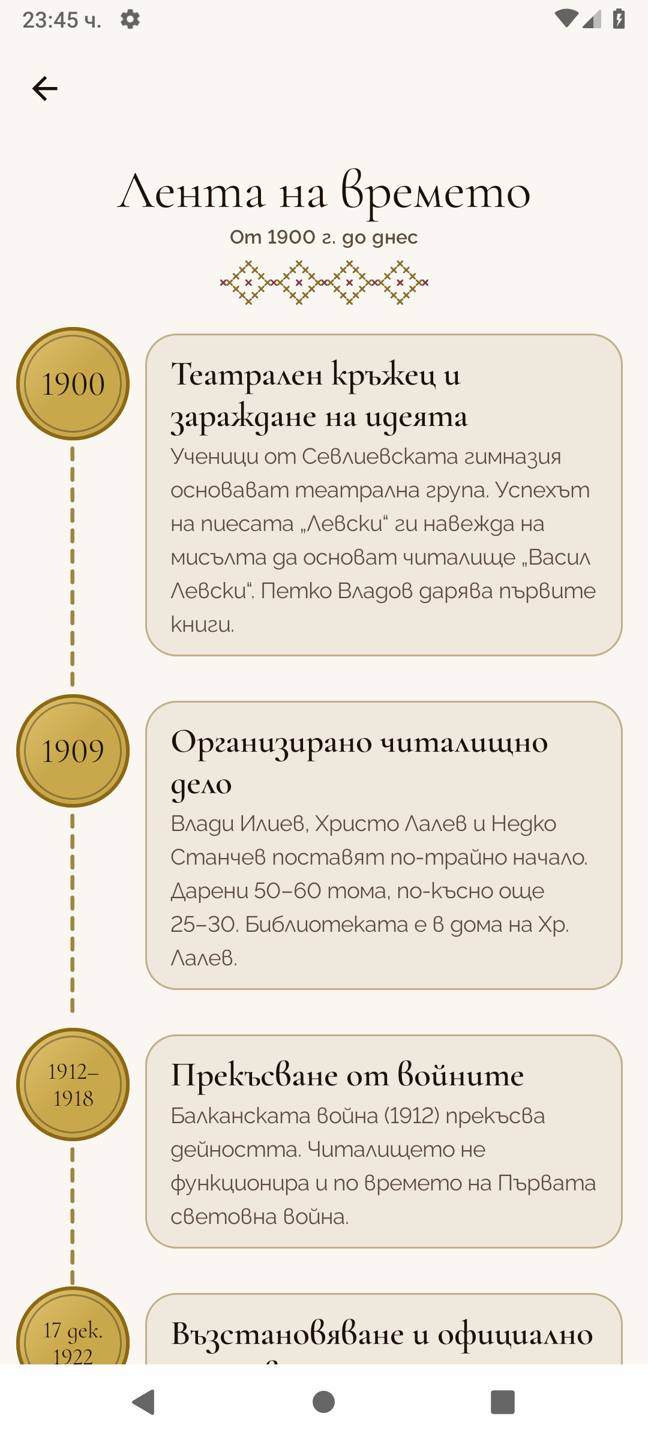 23:45 ч.
Лента на времето
От 1900 г. до днес
1900
Театрален кръжец и
зараждане на идеята
Ученици от Севлиевската гимназия
основават театрална група. Успехът
на пиесата „Левски“ ги навежда на
мисълта да основат читалище „Васил
Левски“. Петко Владов дарява първите
книги.
1909
Организирано читалищно
дело
Влади Илиев, Христо Лалев и Недко
Станчев поставят по-трайно начало.
Дарени 50–60 тома, по-късно още
25–30. Библиотеката е в дома на Хр.
Лалев.
1912–
1918
Прекъсване от войните
Балканската война (1912) прекъсва
дейността. Читалището не
функционира и по времето на Първата
световна война.
17 дек.
1922
Възстановяване и официално